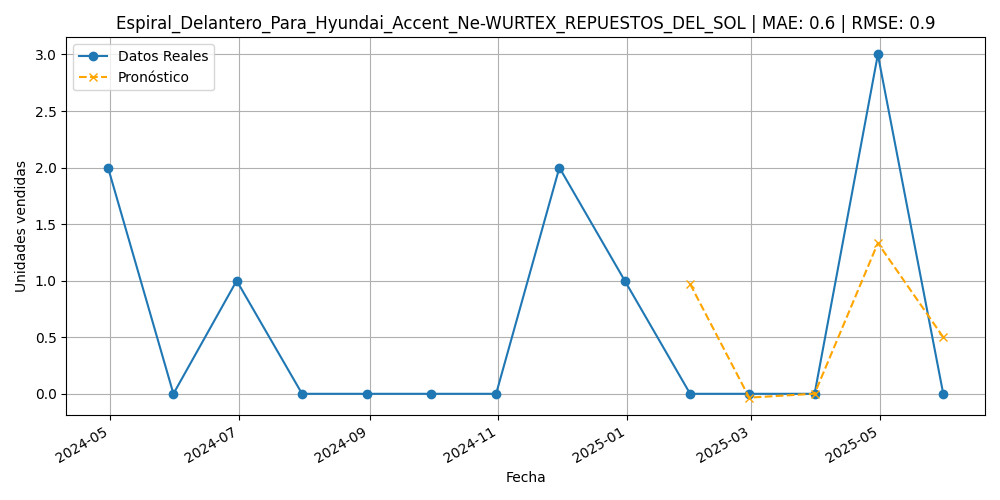 Espiral_Delantero_Para_Hyundai_Accent_Ne-WURTEX_REPUESTOS_DEL_SOL | MAE: 0.6 | RMSE: 0.9
Datos Reales
Pronóstico
Unidades vendidas
3.0
2.5
2.0
1.5
1.0
0.5
0.0
2024-05
2024-07
2024-09
2024-11
2025-01
2025-03
2025-05
Fecha